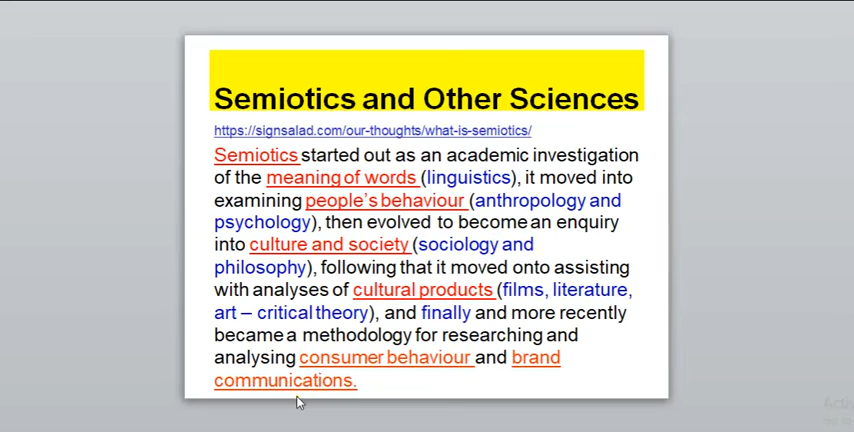 Semiotics and Other Sciences
https://signsalad.com/our-thoughts/what-is-semiotics/
Semiotics started out as an academic investigation
of the meaning of words (linguistics), it moved into
examining people's behaviour (anthropology and
psychology), then evolved to become an enquiry
into culture and society (sociology and
philosophy), following that it moved onto assisting
with analyses of cultural products (films, literature,
art – critical theory), and finally and more recently
became a methodology for researching and
analysing consumer behaviour and brand
communications.